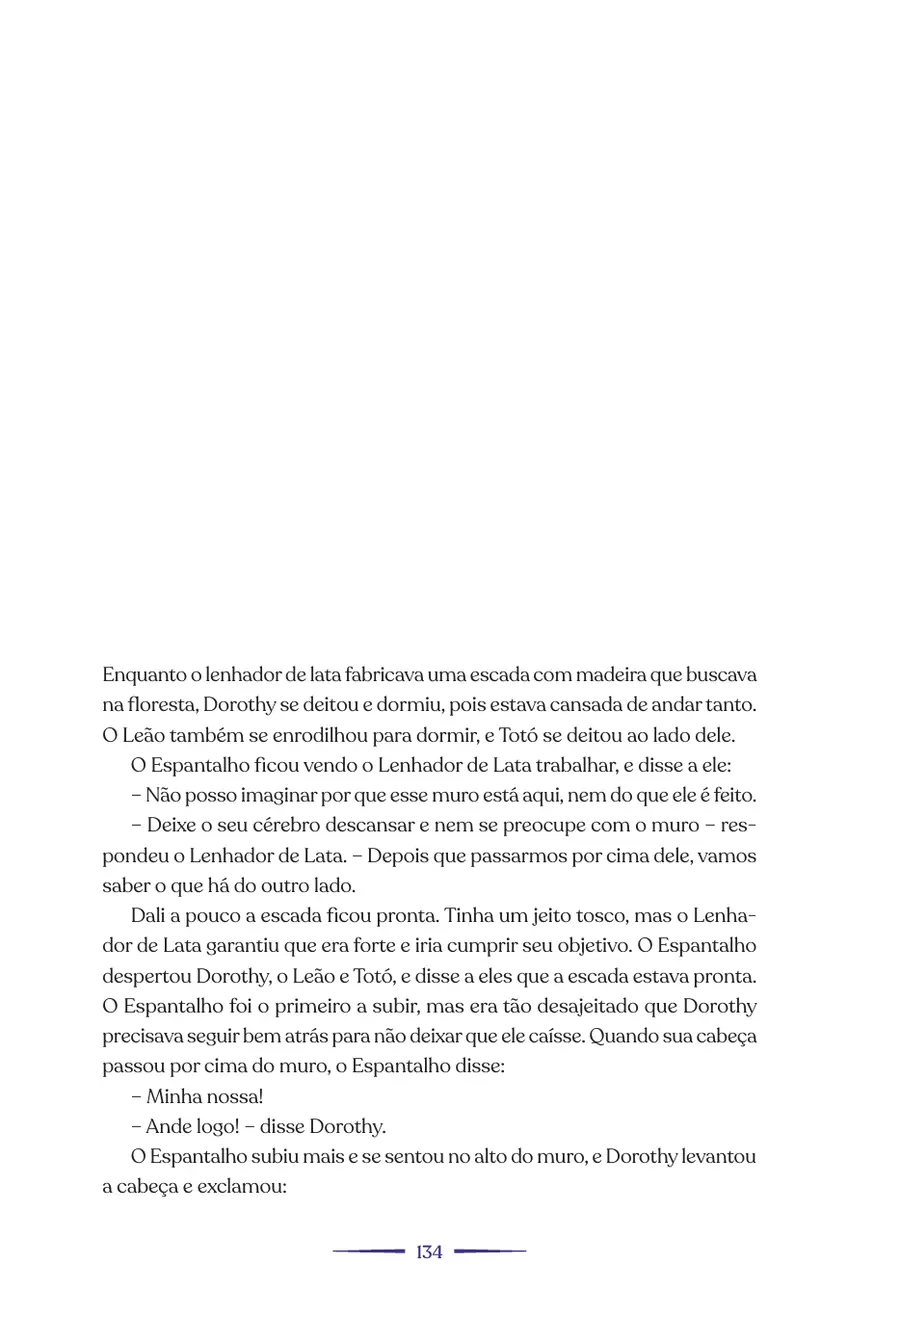 Enquanto o lenhador de lata fabricava uma escada com madeira que buscava
na floresta, Dorothy se deitou e dormiu, pois estava cansada de andar tanto.
O Leão também se enrodilhou para dormir, e Totó se deitou ao lado dele.
O Espantalho ficou vendo o Lenhador de Lata trabalhar, e disse a ele:
– Não posso imaginar por que esse muro está aqui, nem do que ele é feito.
– Deixe o seu cérebro descansar e nem se preocupe com o muro – res-
pondeu o Lenhador de Lata. – Depois que passarmos por cima dele, vamos
saber o que há do outro lado.
Dali a pouco a escada ficou pronta. Tinha um jeito tosco, mas o Lenha-
dor de Lata garantiu que era forte e iria cumprir seu objetivo. O Espantalho
despertou Dorothy, o Leão e Totó, e disse a eles que a escada estava pronta.
O Espantalho foi o primeiro a subir, mas era tão desajeitado que Dorothy
precisava seguir bem atrás para não deixar que ele caísse. Quando sua cabeça
passou por cima do muro, o Espantalho disse:
– Minha nossa!
– Ande logo! – disse Dorothy.
O Espantalho subiu mais e se sentou no alto do muro, e Dorothy levantou
a cabeça e exclamou:
134